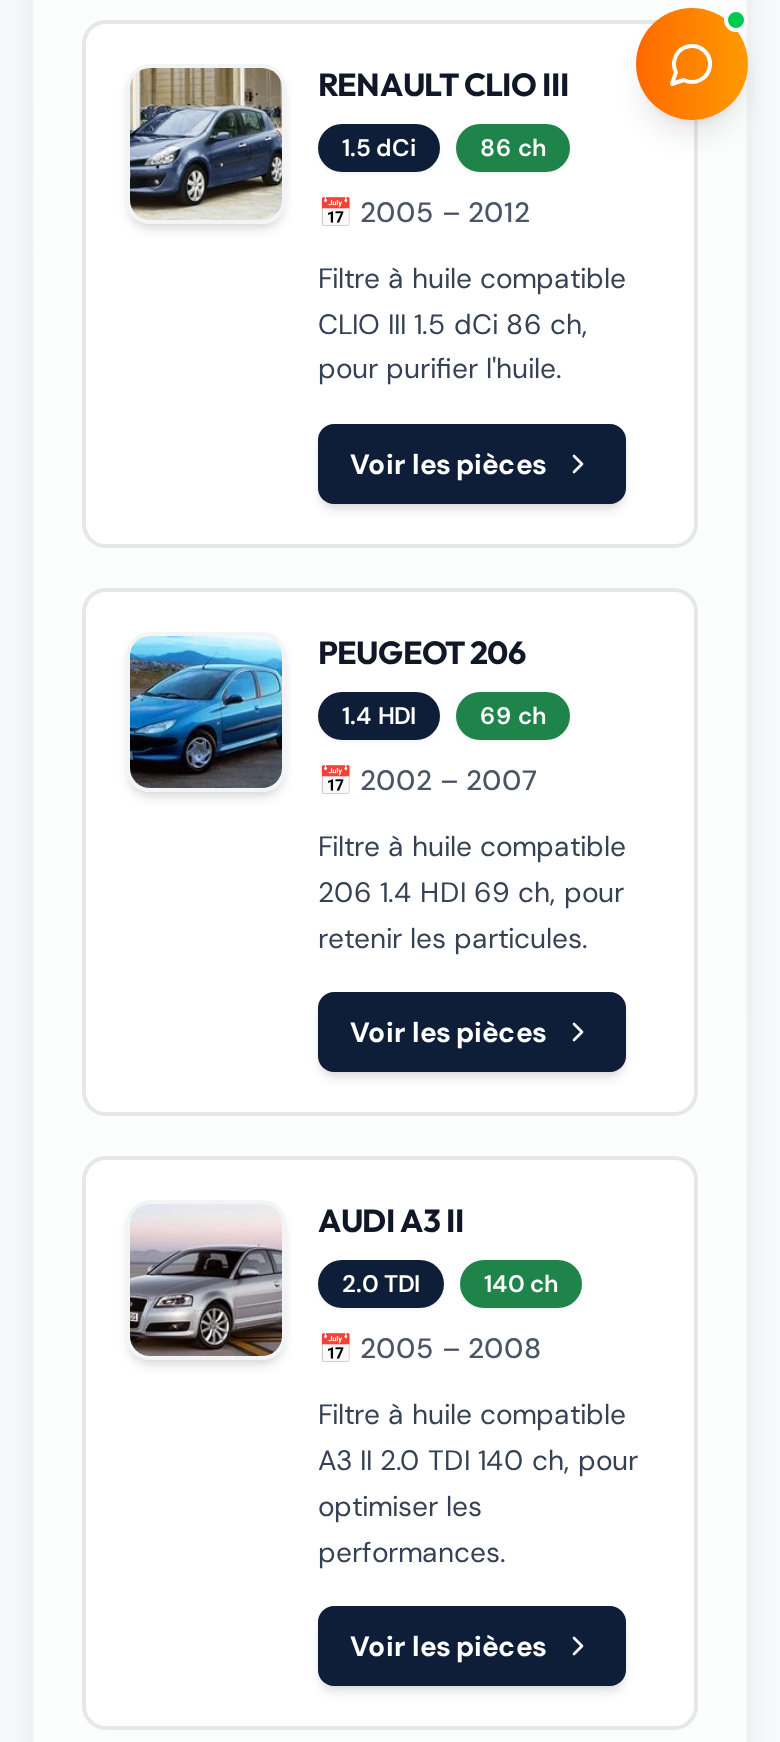 RENAULT CLIO III
1.5 dCi 86 ch
📅 2005 – 2012
Filtre à huile compatible
CLIO III 1.5 dCi 86 ch,
pour purifier l'huile.
Voir les pièces
PEUGEOT 206
1.4 HDI 69 ch
📅 2002 – 2007
Filtre à huile compatible
206 1.4 HDI 69 ch, pour
retenir les particules.
Voir les pièces
AUDI A3 II
2.0 TDI 140 ch
📅 2005 – 2008
Filtre à huile compatible
A3 II 2.0 TDI 140 ch, pour
optimiser les
performances.
Voir les pièces